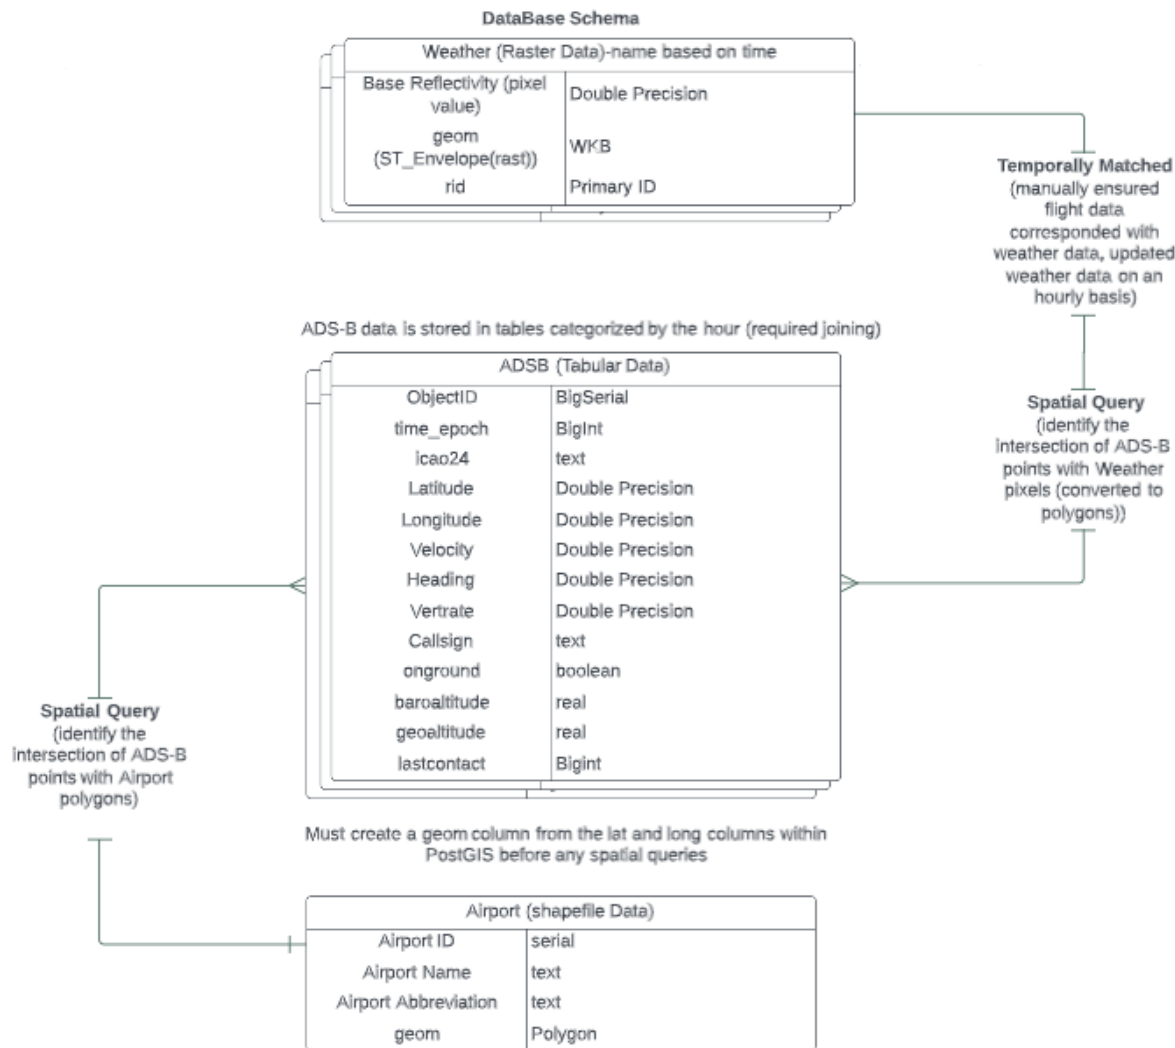 DataBase Schema
Weather (Raster Data)-name based on time
Base Reflectivity (pixel
value)
Double Precision
geom
(ST_Envelope(rast))
WKB
rid
Primary ID
Temporally Matched
(manually ensured
flight data
corresponded with
weather data, updated
weather data on an
hourly basis)
ADS-B data is stored in tables categorized by the hour (required joining)
ADSB (Tabular Data)
ObjectID
BigSerial
time_epoch
BigInt
icao24
text
Latitude
Double Precision
Longitude
Double Precision
Velocity
Double Precision
Heading
Double Precision
Vertrate
Double Precision
Callsign
text
onground
boolean
baroaltitude
real
geoaltitude
real
lastcontact
Bigint
Spatial Query
(identify the
intersection of ADS-B
points with Weather
pixels (converted to
polygons))
Spatial Query
(identify the
intersection of ADS-B
points with Airport
polygons)
Must create a geom column from the lat and long columns within
PostGIS before any spatial queries
Airport (shapefile Data)
Airport ID
serial
Airport Name
text
Airport Abbreviation
text
geom
Polygon